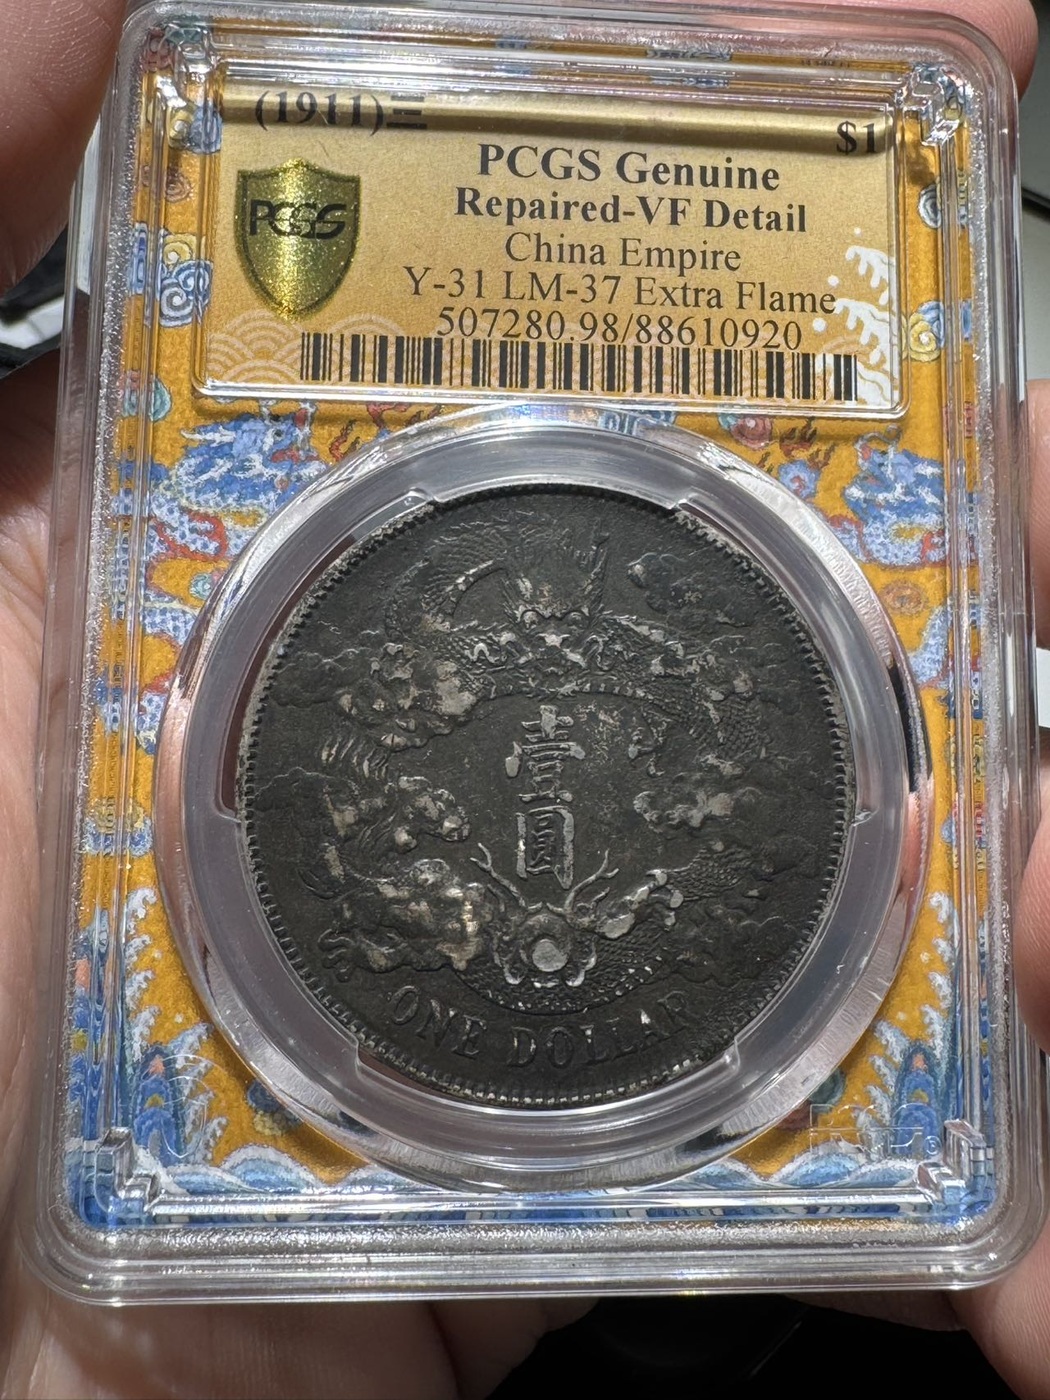 (1911)三
$1
PCGS
PCGS Genuine
Repaired-VF Detail
China Empire
Y-31 LM-37 Extra Flame
507280.98/88610920
壹
圓
ONE DOLLAR